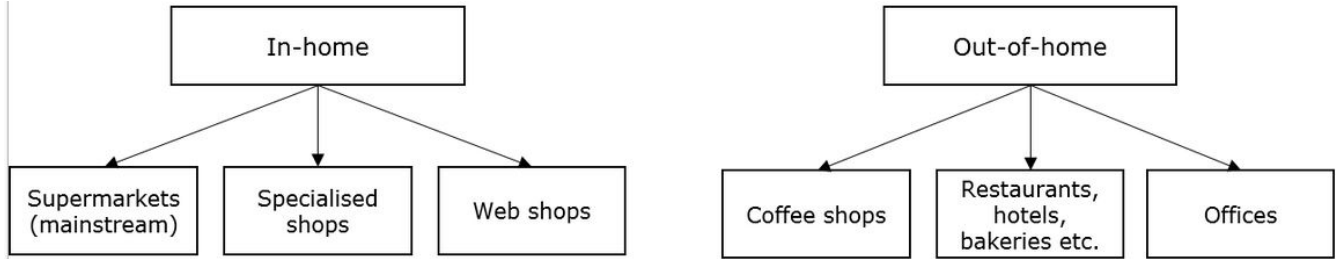 In-home
Out-of-home
Supermarkets
(mainstream)
Specialised
shops
Web shops
Coffee shops
Restaurants,
hotels,
bakeries etc.
Offices